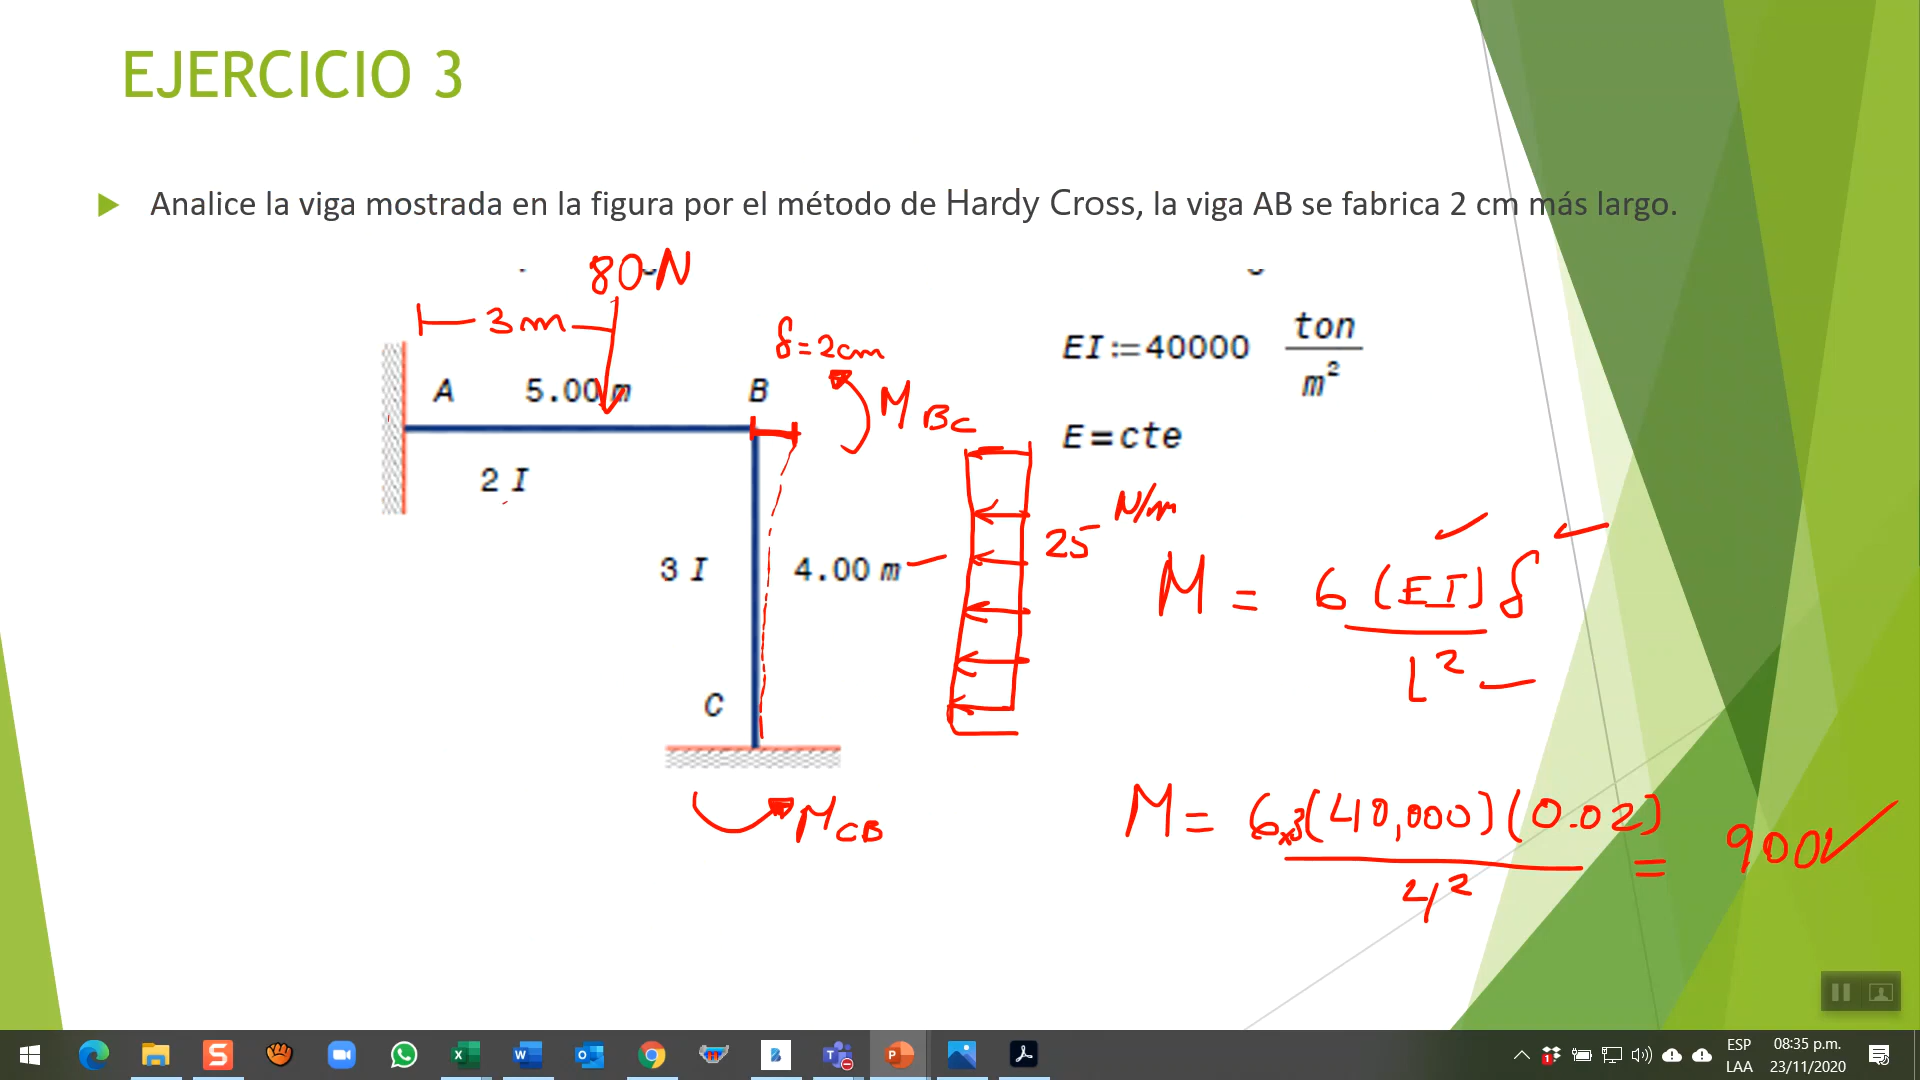 EJERCICIO 3
Analice la viga mostrada en la figura por el método de Hardy Cross, la viga AB se fabrica 2 cm más largo.
80 N
3m
δ=2cm
A 5.00 m B
M BC
2 I
3 I 4.00 m
C
M CB
25 N/m
EI:=40000 ton/m²
E=cte
M = 6 (EI) δ
L²
M = 6x3(40,000)(0.02) = 900
4²
ESP
LAA
08:35 p.m.
23/11/2020
1